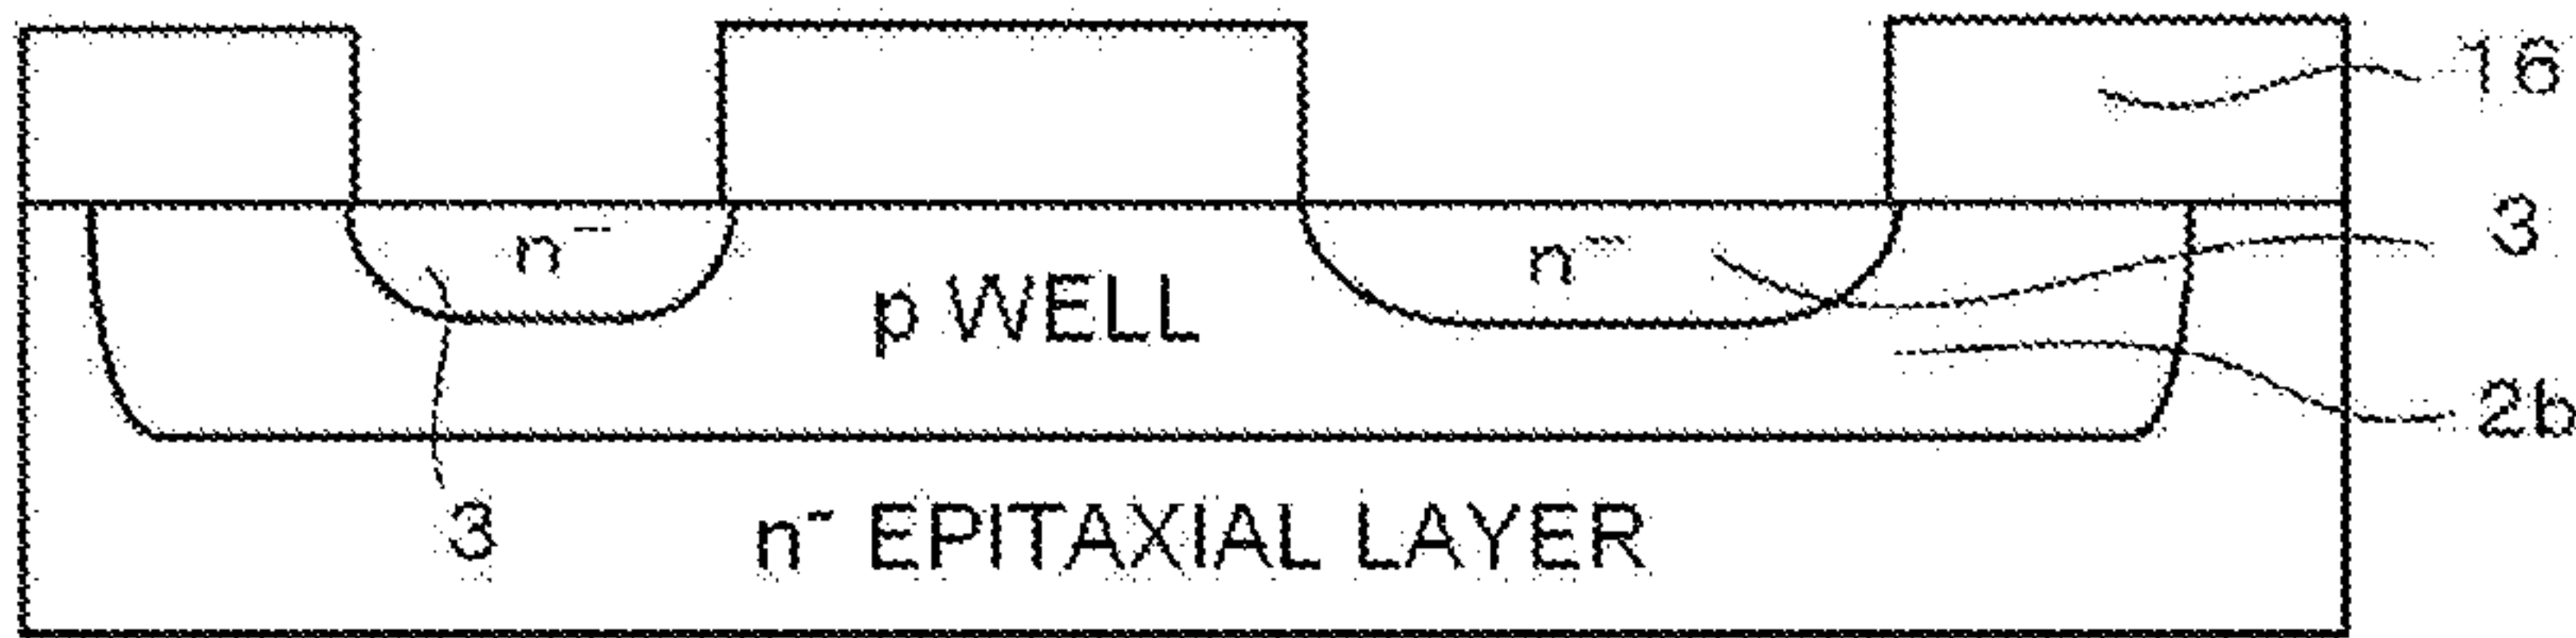 16
n⁻ n⁻ 3
p WELL
2b
3 n⁻ EPITAXIAL LAYER